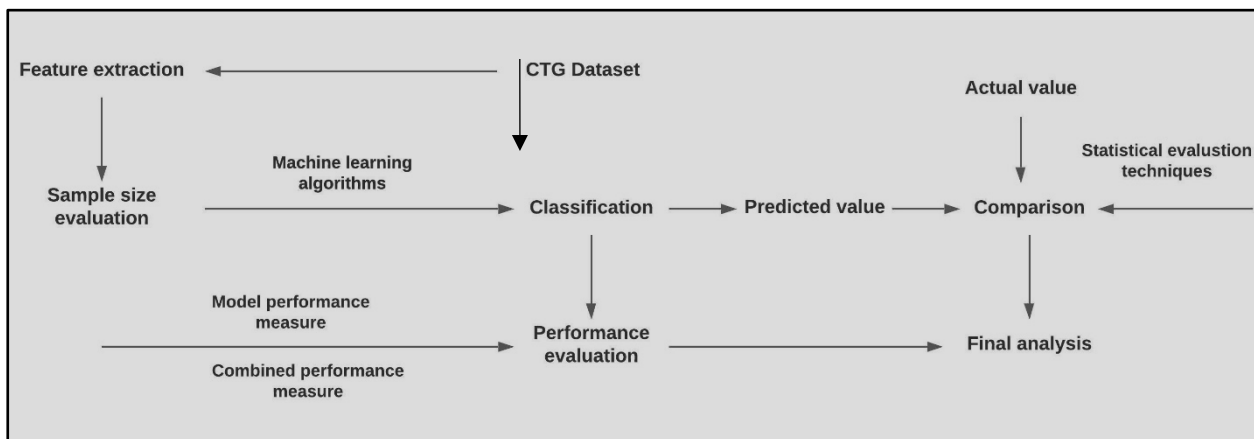 Feature extraction
CTG Dataset
Actual value
Machine learning
algorithms
Statistical evalustion
techniques
Sample size
evaluation
Classification
Predicted value
Comparison
Model performance
measure
Performance
evaluation
Final analysis
Combined performance
measure